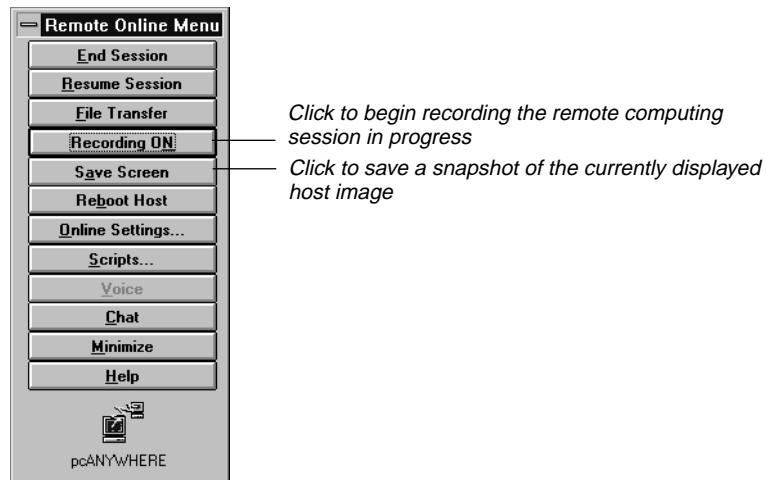 Remote Online Menu
End Session
Resume Session
File Transfer
Recording ON
Click to begin recording the remote computing
session in progress
Save Screen
Click to save a snapshot of the currently displayed
host image
Reboot Host
Online Settings...
Scripts...
Voice
Chat
Minimize
Help
pcANYWHERE